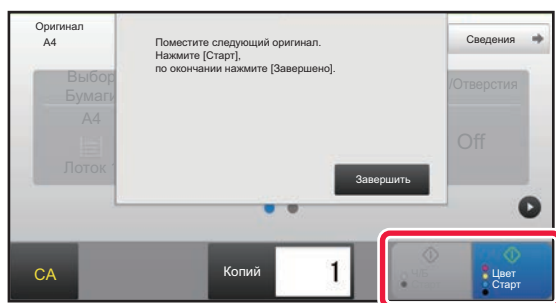 Оригинал
A4
Поместите следующий оригинал.
Нажмите [Старт],
по окончании нажмите [Завершено].
Сведения
Выбор
Бумаги
A4
Лоток
/Отверстия
Off
Завершить
CA
Копий
1
Ч/Б
Старт
Цвет
Старт